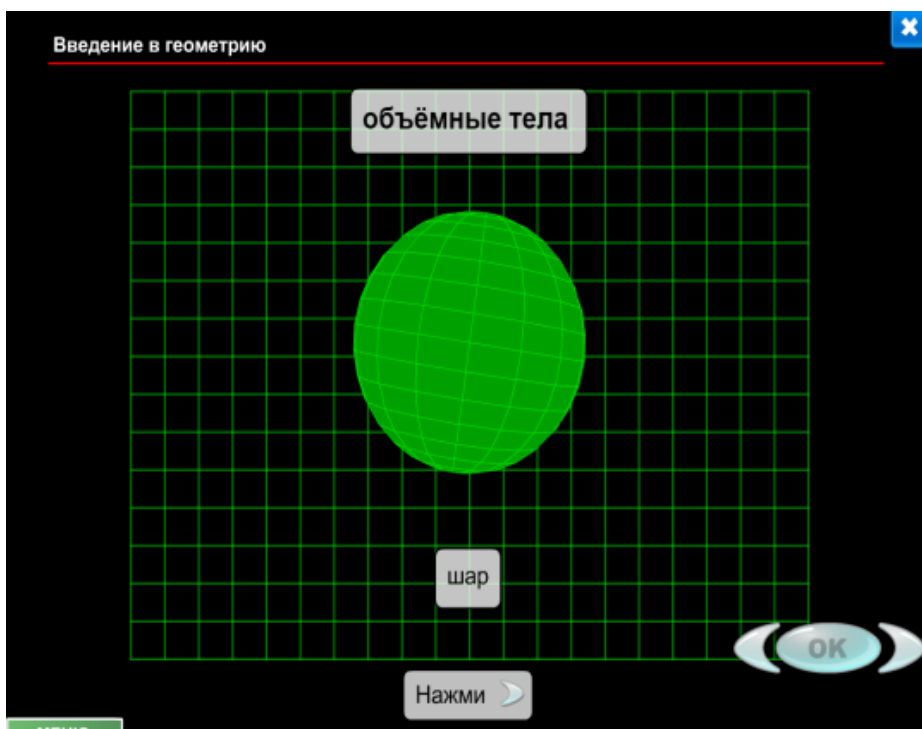 Введение в геометрию
объёмные тела
шар
OK
Нажми